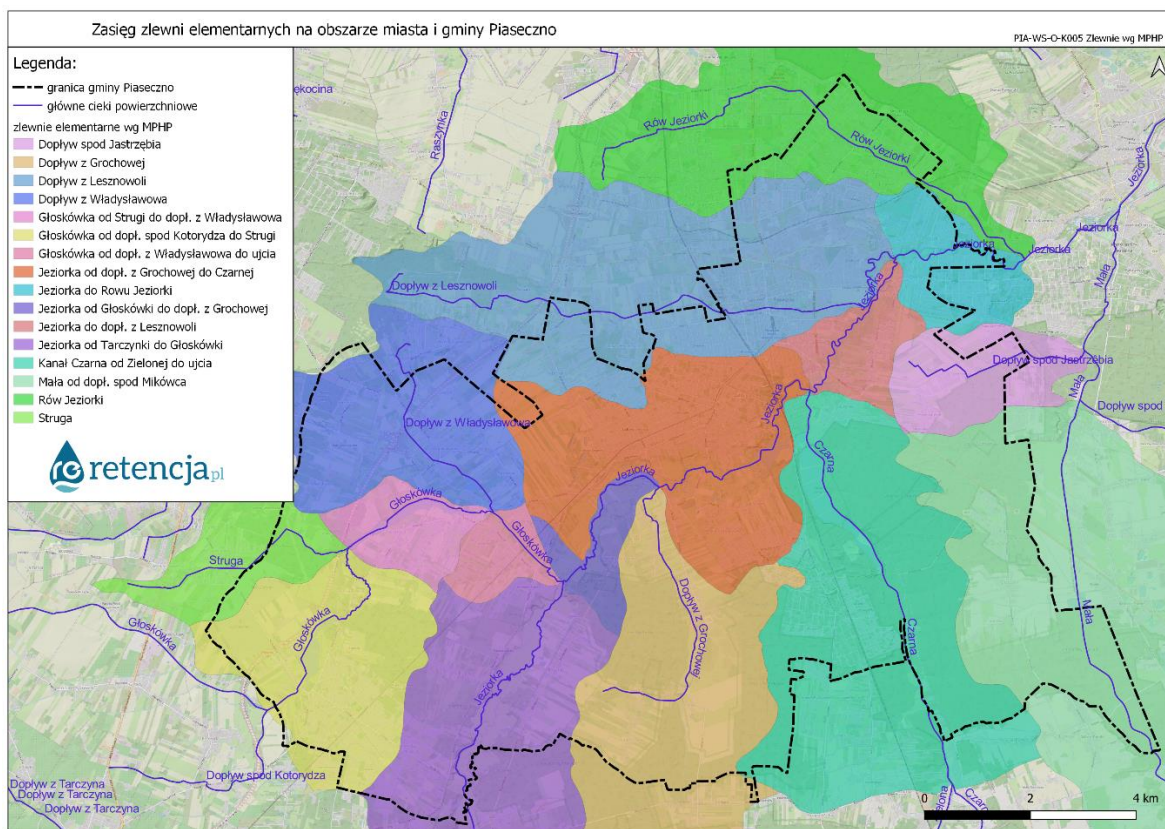 Zasięg zlewni elementarnych na obszarze miasta i gminy Piaseczno
PIA-WS-O-K005 Zlewnie wg MPHP
Legenda:
granica gminy Piaseczno
główne cieki powierzchniowe
zlewnie elementarne wg MPHP
Dopływ spod Jastrzębia
Dopływ z Grochowej
Dopływ z Lesznowoli
Dopływ z Władysławowa
Głoskówka od Strugi do dopł. z Władysławowa
Głoskówka od dopł. spod Kotorydza do Strugi
Głoskówka od dopł. z Władysławowa do ujcia
Jeziorka od dopł. z Grochowej do Czarnej
Jeziorka do Rowu Jeziorki
Jeziorka od Głoskówki do dopł. z Grochowej
Jeziorka do dopł. z Lesznowoli
Jeziorka od Tarczynki do Głoskówki
Kanał Czarna od Zielonej do ujcia
Mała od dopł. spod Mikówca
Rów Jeziorki
Struga
retencja.pl
ękocina
Raszynka
Rów Jeziorki
Rów Jeziorki
Jeziorka
Jeziorka
Jeziorka
Jeziorka
Mała
Dopływ z Lesznowoli
Jeziorka
Dopływ spod Jastrzębia
Mała
Dopływ spod
Dopływ z Władysławowa
Jeziorka
Czarna
Jeziorka
Głoskówka
Głoskówka
Struga
Głoskówka
Głoskówka
Dopływ z Grochowej
Mała
Czarna
Jeziorka
Dopływ spod Kotorydza
Dopływ z Tarczyna
Dopływ z Tarczyna
Dopływ z Tarczyna
ielona
Czarn
0 2 4 km